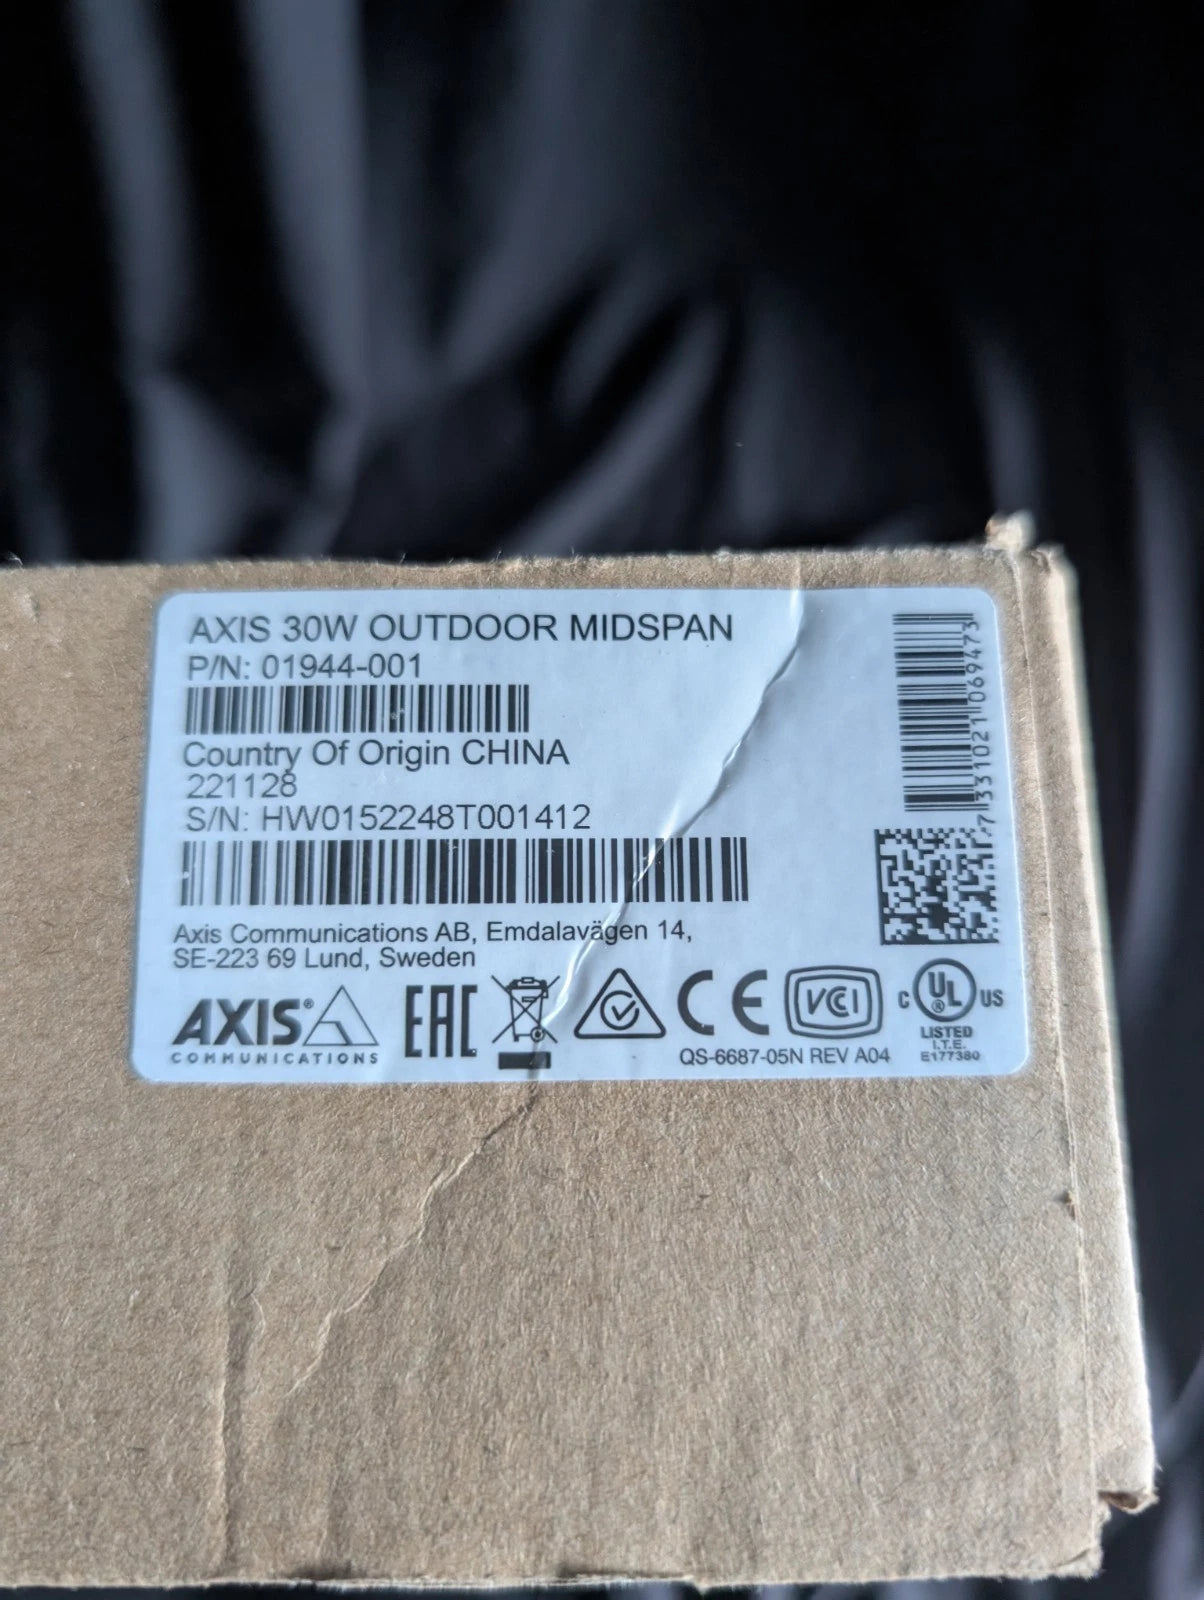 AXIS 30W OUTDOOR MIDSPAN
P/N: 01944-001
Country Of Origin CHINA
221128
S/N: HW0152248T001412
Axis Communications AB, Emdalavägen 14,
SE-223 69 Lund, Sweden
AXIS®
COMMUNICATIONS
EAC
CE
VCI
QS-6687-05N REV A04
C UL® US
LISTED
I.T.E.
E177380
7331021069473